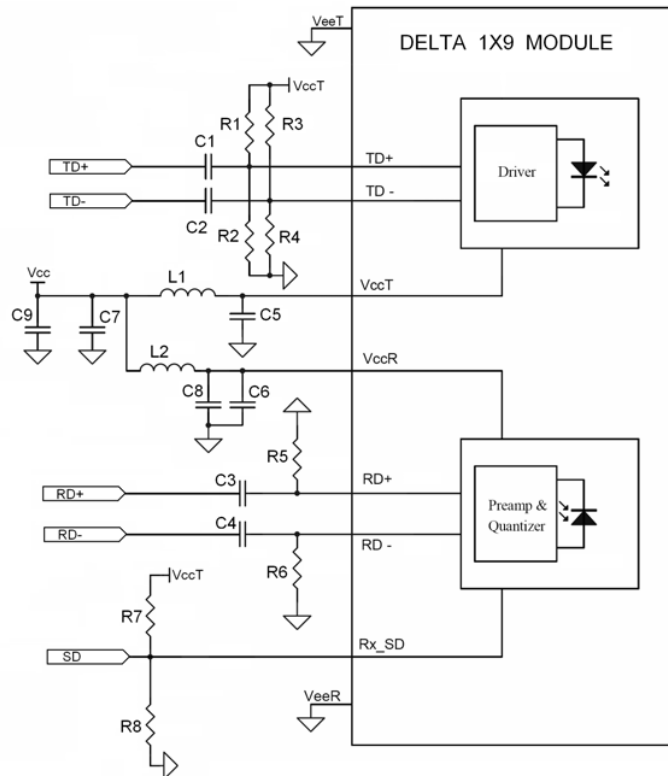 VeeT
DELTA 1X9 MODULE
VccT
R1
R3
C1
TD+
TD+
Driver
TD-
TD -
C2
R2
R4
Vcc
L1
VccT
C9
C7
C5
L2
VccR
C8
C6
R5
C3
RD+
RD+
Preamp &
Quantizer
C4
RD-
RD -
R6
VccT
R7
Rx_SD
SD
VeeR
R8